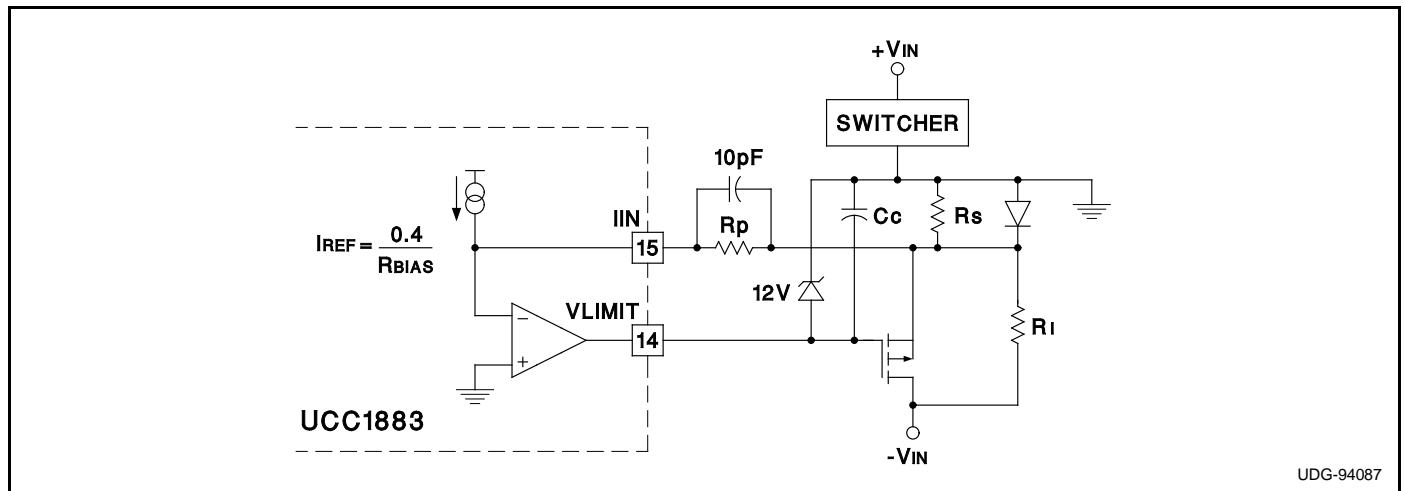 +VIN
SWITCHER
10pF
IIN
Rp
Cc
Rs
15
IREF = 0.4
RBIAS
12V
VLIMIT
14
RI
−
+
UCC1883
-VIN
UDG-94087